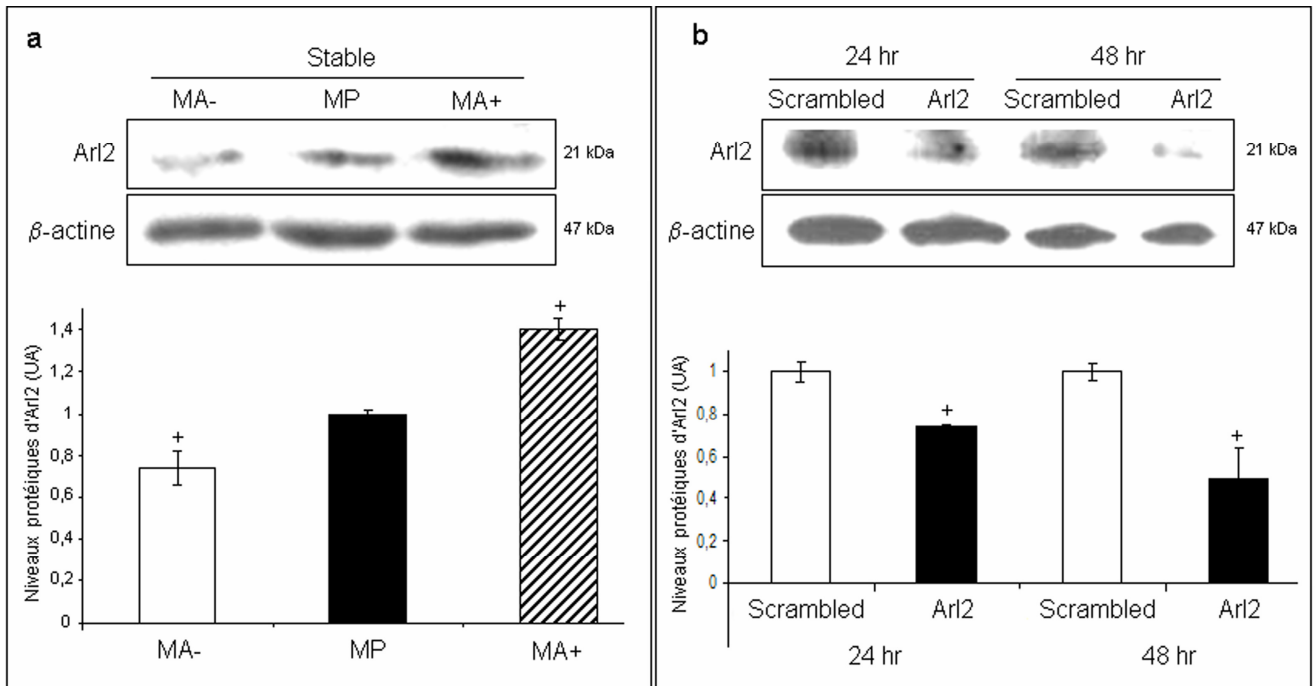 a
Stable
MA- MP MA+
Arl2 21 kDa
β-actine 47 kDa
Niveaux protéiques d'Arl2 (UA)
1,4
1,2
1
0,8
0,6
0,4
0,2
0
+ + 
MA- MP MA+
b
24 hr 48 hr
Scrambled Arl2 Scrambled Arl2
Arl2 21 kDa
β-actine 47 kDa
Niveaux protéiques d'Arl2 (UA)
1
0,8
0,6
0,4
0,2
0
+ +
Scrambled Arl2 Scrambled Arl2
24 hr 48 hr